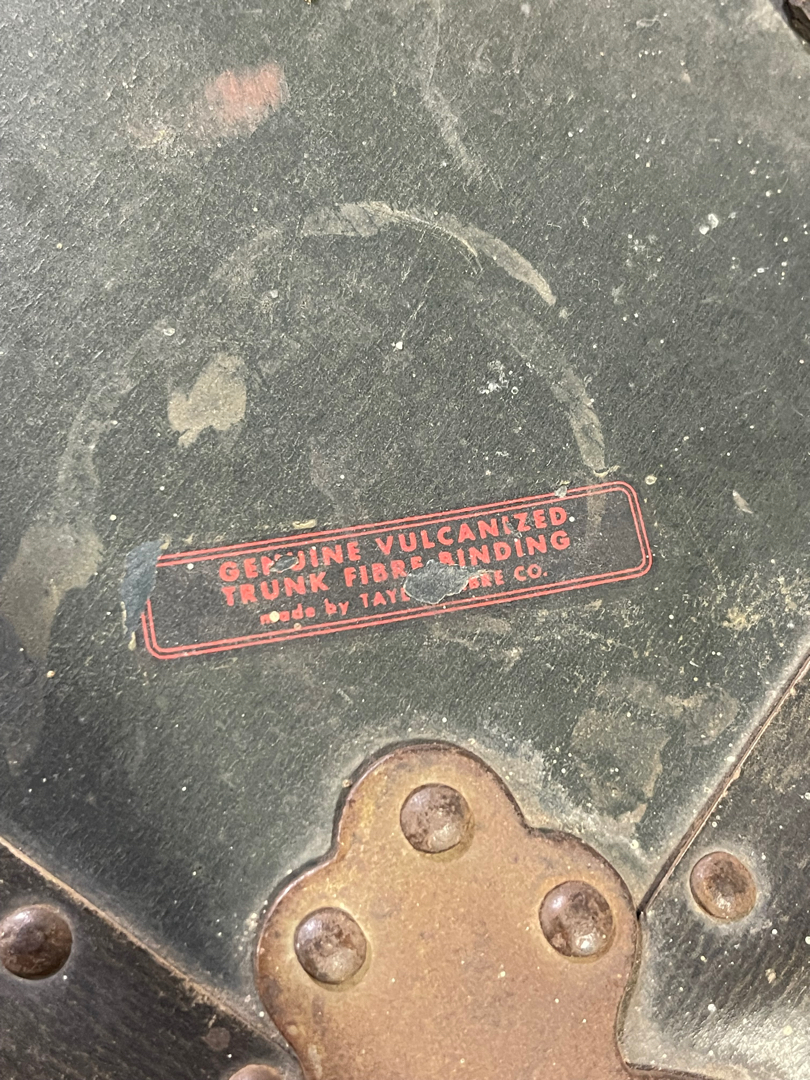 GENUINE VULCANIZED
TRUNK FIBRE BINDING
made by CO.